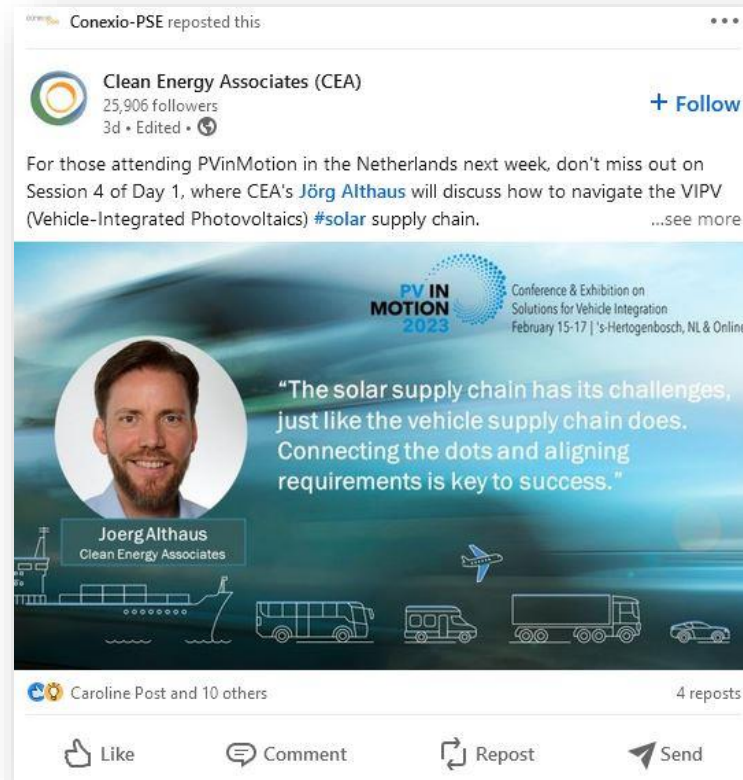 Conexio-PSE reposted this
Clean Energy Associates (CEA)
25,906 followers
3d • Edited •
+ Follow
For those attending PVinMotion in the Netherlands next week, don't miss out on
Session 4 of Day 1, where CEA's Jörg Althaus will discuss how to navigate the VIPV
(Vehicle-Integrated Photovoltaics) #solar supply chain.
...see more
PV IN
MOTION
2023
Conference & Exhibition on
Solutions for Vehicle Integration
February 15-17 | 's-Hertogenbosch, NL & Online
“The solar supply chain has its challenges,
just like the vehicle supply chain does.
Connecting the dots and aligning
requirements is key to success.”
Joerg Althaus
Clean Energy Associates
Caroline Post and 10 others
4 reposts
Like
Comment
Repost
Send